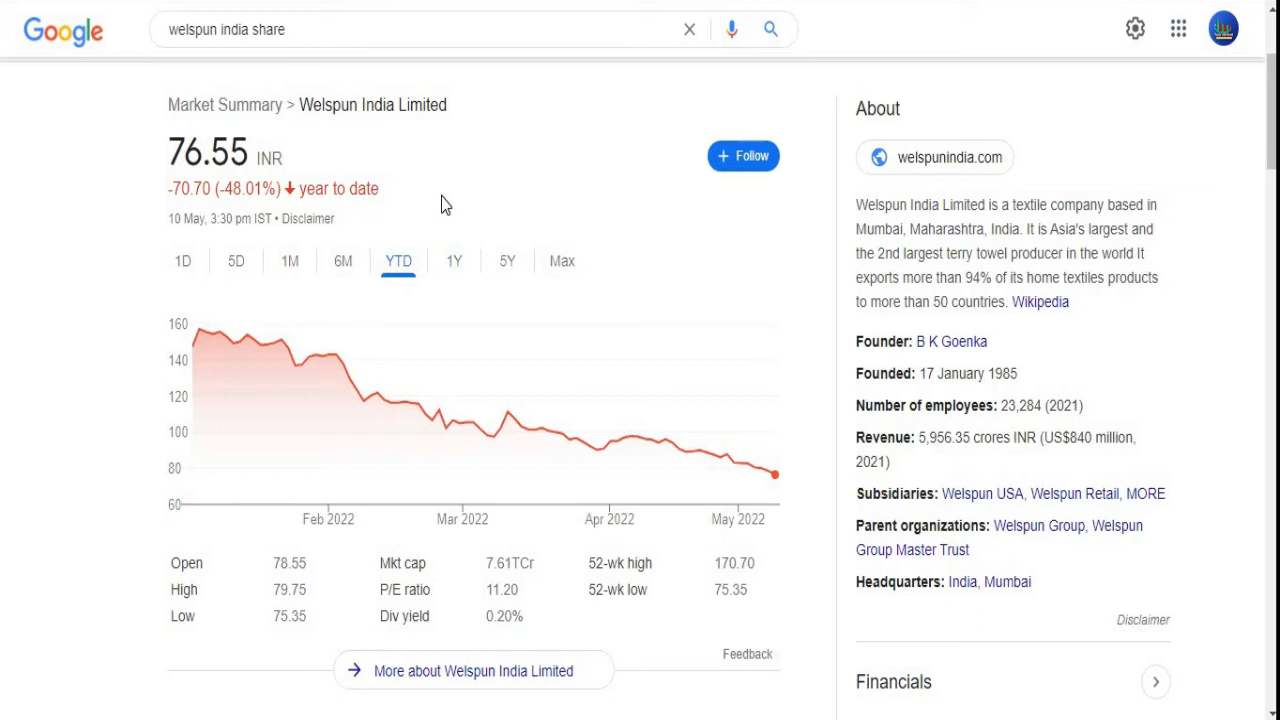 Google
welspun india share
Market Summary > Welspun India Limited
76.55 INR
+ Follow
-70.70 (-48.01%) ↓ year to date
10 May, 3:30 pm IST • Disclaimer
1D 5D 1M 6M YTD 1Y 5Y Max
160
140
120
100
80
60
Feb 2022 Mar 2022 Apr 2022 May 2022
Open 78.55 Mkt cap 7.61TCr 52-wk high 170.70
High 79.75 P/E ratio 11.20 52-wk low 75.35
Low 75.35 Div yield 0.20%
Feedback
→ More about Welspun India Limited
About
welspunindia.com
Welspun India Limited is a textile company based in
Mumbai, Maharashtra, India. It is Asia's largest and
the 2nd largest terry towel producer in the world It
exports more than 94% of its home textiles products
to more than 50 countries. Wikipedia
Founder: B K Goenka
Founded: 17 January 1985
Number of employees: 23,284 (2021)
Revenue: 5,956.35 crores INR (US$840 million,
2021)
Subsidiaries: Welspun USA, Welspun Retail, MORE
Parent organizations: Welspun Group, Welspun
Group Master Trust
Headquarters: India, Mumbai
Disclaimer
Financials